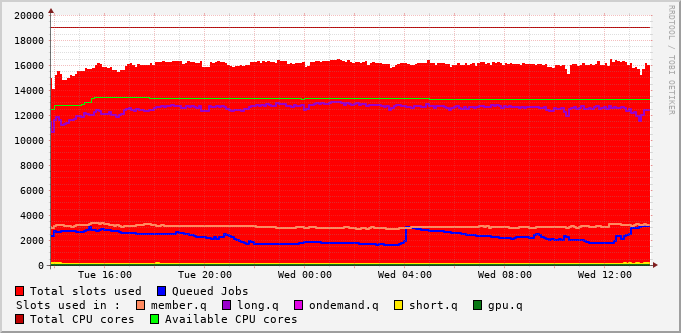 20000
18000
16000
14000
12000
10000
8000
6000
4000
2000
0
Tue 16:00 Tue 20:00 Wed 00:00 Wed 04:00 Wed 08:00 Wed 12:00
Total slots used Queued Jobs
Slots used in : member.q long.q ondemand.q short.q gpu.q
Total CPU cores Available CPU cores
RRDTOOL / TOBI OETIKER